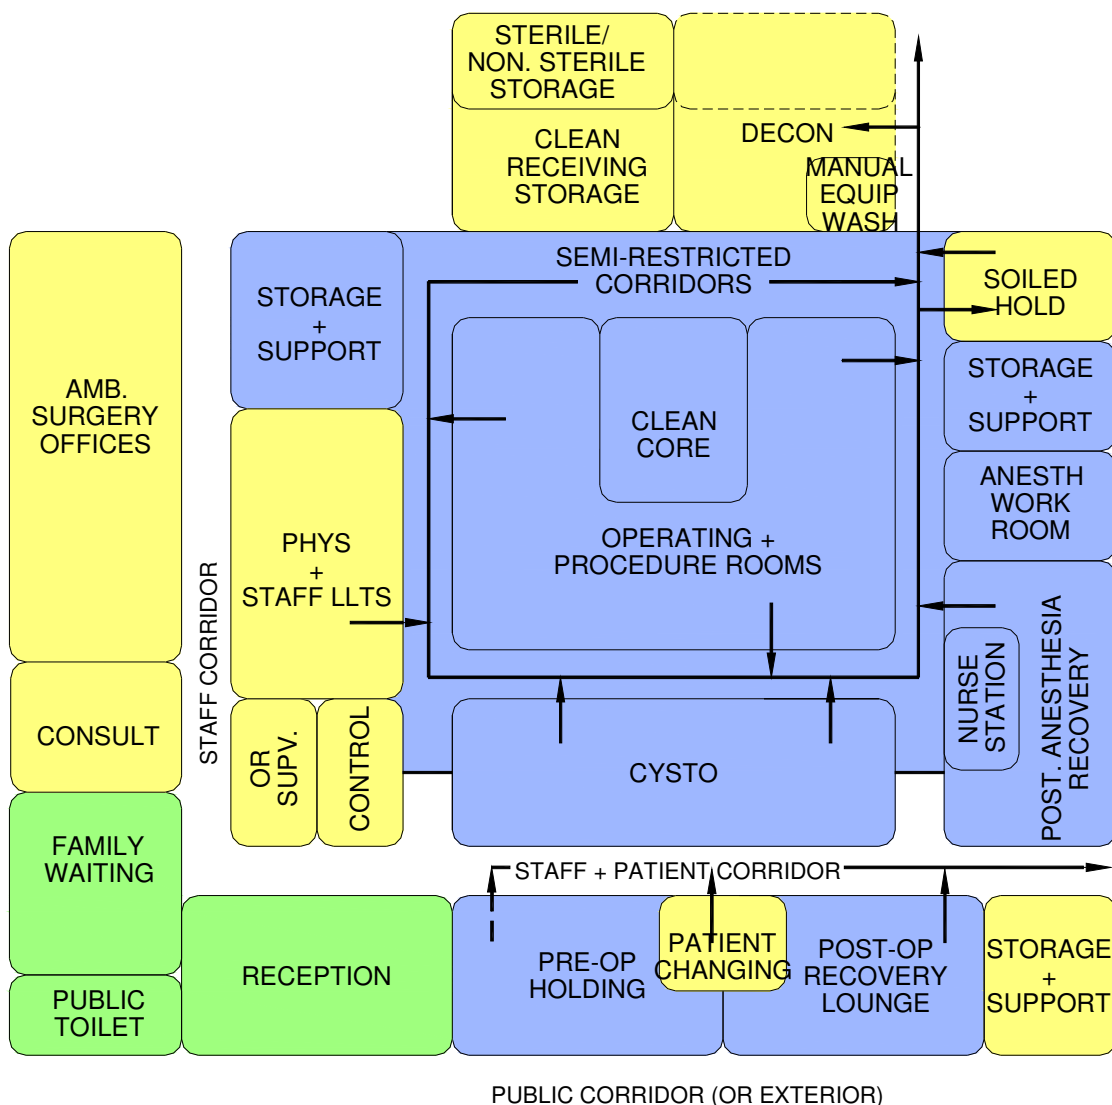 STERILE/
NON. STERILE
STORAGE
CLEAN
RECEIVING
STORAGE
DECON
MANUAL
EQUIP
WASH
SEMI-RESTRICTED
CORRIDORS
STORAGE
+
SUPPORT
SOILED
HOLD
AMB.
SURGERY
OFFICES
STORAGE
+
SUPPORT
CLEAN
CORE
ANESTH
WORK
ROOM
PHYS
+
STAFF LLTS
OPERATING +
PROCEDURE ROOMS
STAFF CORRIDOR
NURSE
STATION
POST. ANESTHESIA
RECOVERY
CONSULT
OR
SUPV.
CONTROL
CYSTO
FAMILY
WAITING
STAFF + PATIENT CORRIDOR
RECEPTION
PRE-OP
HOLDING
PATIENT
CHANGING
POST-OP
RECOVERY
LOUNGE
STORAGE
+
SUPPORT
PUBLIC
TOILET
PUBLIC CORRIDOR (OR EXTERIOR)